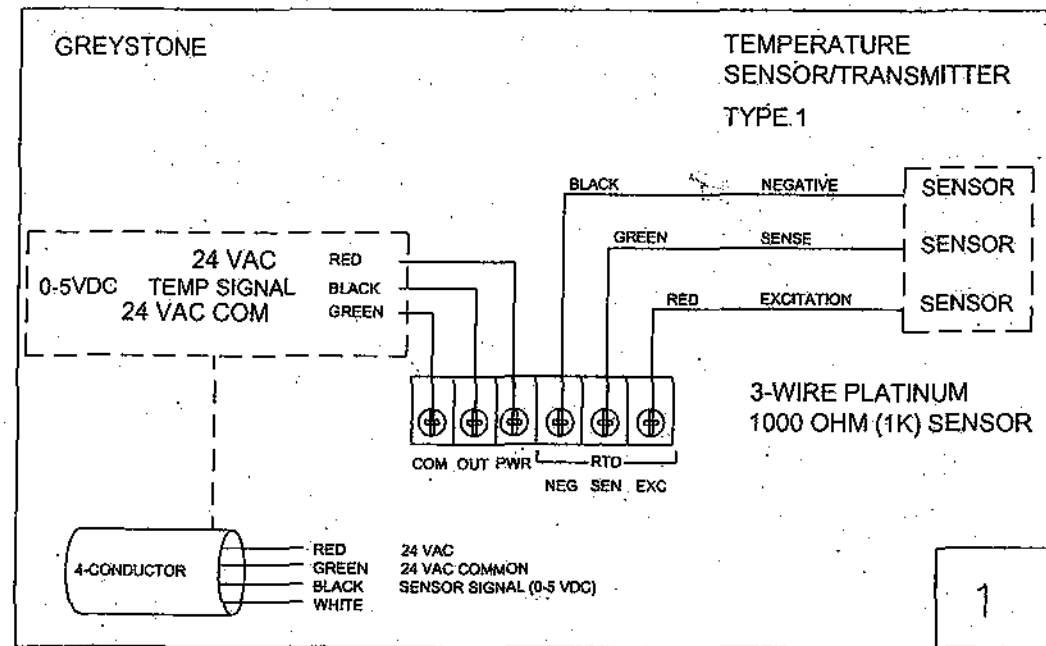 GREYSTONE
TEMPERATURE
SENSOR/TRANSMITTER
TYPE 1
BLACK NEGATIVE SENSOR
GREEN SENSE SENSOR
RED EXCITATION SENSOR
24 VAC RED
0-5VDC TEMP SIGNAL BLACK
24 VAC COM GREEN
3-WIRE PLATINUM
1000 OHM (1K) SENSOR
COM OUT PWR RTD
NEG SEN EXC
4-CONDUCTOR
RED 24 VAC
GREEN 24 VAC COMMON
BLACK SENSOR SIGNAL (0-5 VDC)
WHITE
1